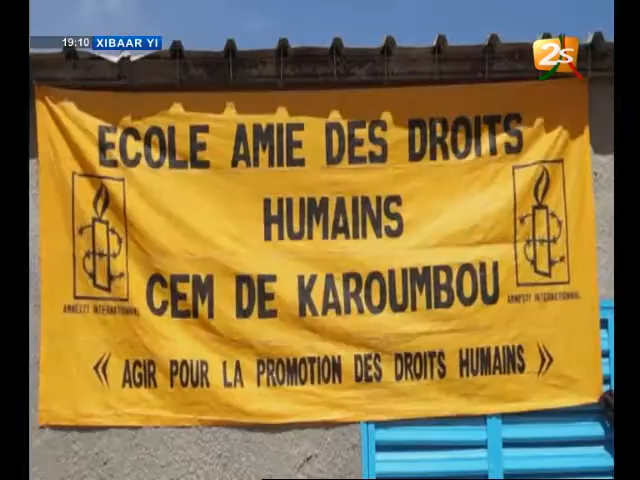 19:10 XIBAAR YI
2S
ECOLE AMIE DES DROITS
HUMAINS
CEM DE KAROUMBOU
AMNESTY INTERNATIONAL
AMNESTY INTERNATIONAL
« AGIR POUR LA PROMOTION DES DROITS HUMAINS »